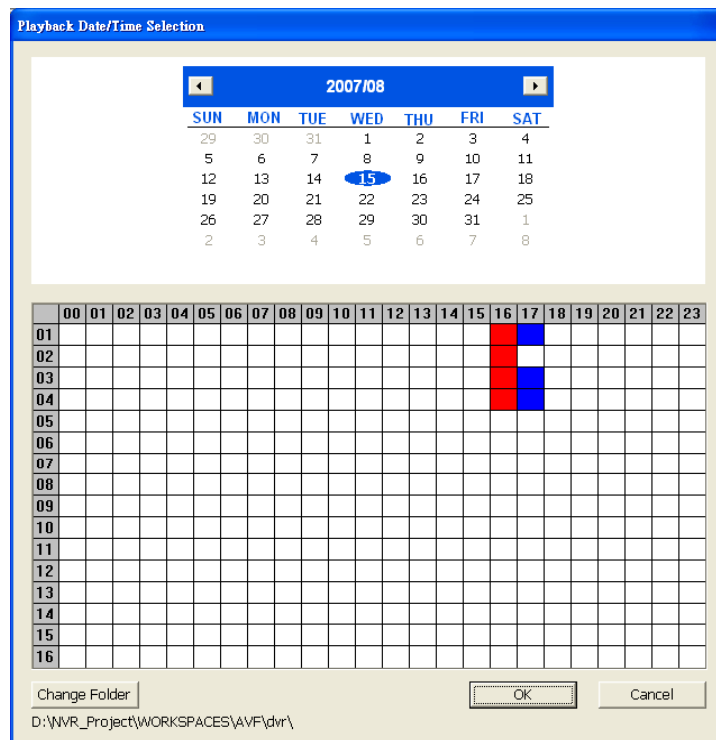 Playback Date/Time Selection
2007/08
SUN MON TUE WED THU FRI SAT
29 30 31 1 2 3 4
5 6 7 8 9 10 11
12 13 14 15 16 17 18
19 20 21 22 23 24 25
26 27 28 29 30 31 1
2 3 4 5 6 7 8
00 01 02 03 04 05 06 07 08 09 10 11 12 13 14 15 16 17 18 19 20 21 22 23
01
02
03
04
05
06
07
08
09
10
11
12
13
14
15
16
Change Folder OK Cancel
D:\NVR_Project\WORKSPACES\AVF\dvr\